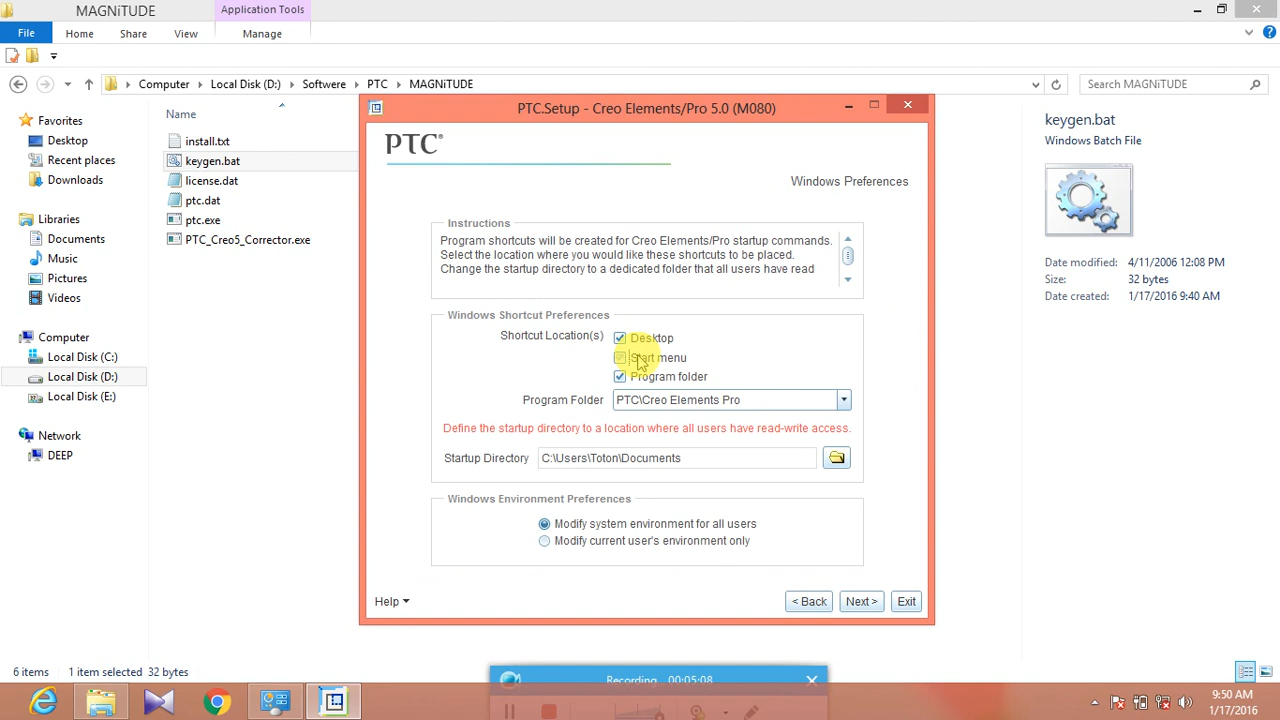 MAGNiTUDE
Application Tools
File
Home
Share
View
Manage
Computer
Local Disk (D:)
Softwere
PTC
MAGNiTUDE
Search MAGNiTUDE
Favorites
Desktop
Recent places
Downloads
Libraries
Documents
Music
Pictures
Videos
Computer
Local Disk (C:)
Local Disk (D:)
Local Disk (E:)
Network
DEEP
Name
install.txt
keygen.bat
license.dat
ptc.dat
ptc.exe
PTC_Creo5_Corrector.exe
PTC.Setup - Creo Elements/Pro 5.0 (M080)
PTC®
Windows Preferences
Instructions
Program shortcuts will be created for Creo Elements/Pro startup commands.
Select the location where you would like these shortcuts to be placed.
Change the startup directory to a dedicated folder that all users have read
Windows Shortcut Preferences
Shortcut Location(s)
Desktop
Start menu
Program folder
Program Folder
PTC\Creo Elements Pro
Define the startup directory to a location where all users have read-write access.
Startup Directory
C:\Users\Toton\Documents
Windows Environment Preferences
Modify system environment for all users
Modify current user's environment only
Help
< Back
Next >
Exit
keygen.bat
Windows Batch File
Date modified: 4/11/2006 12:08 PM
Size: 32 bytes
Date created: 1/17/2016 9:40 AM
6 items
1 item selected 32 bytes
Recording 00:05:08
9:50 AM
1/17/2016